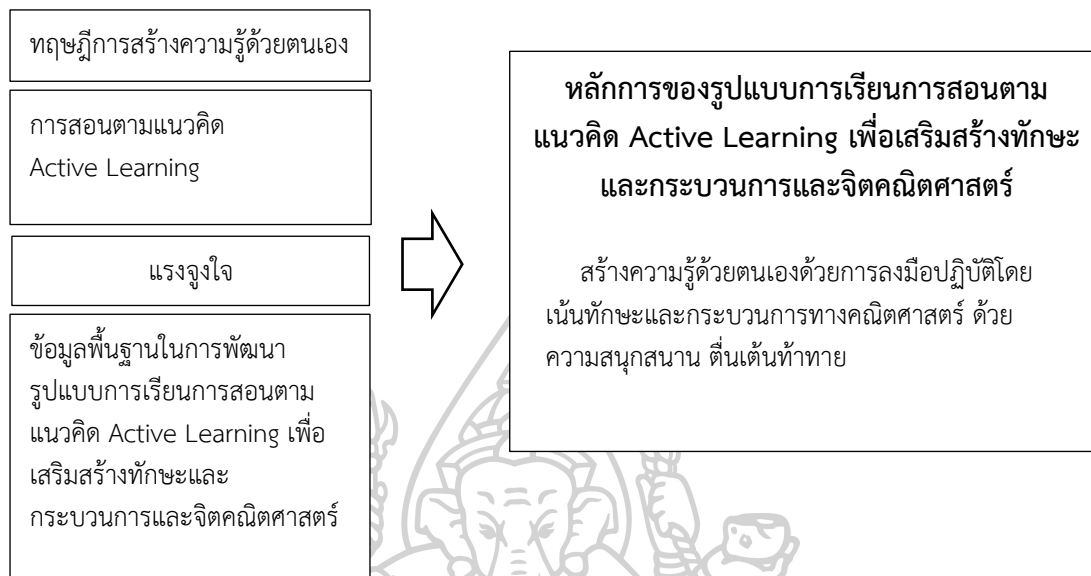 ทฤษฎีการสร้างความรู้ด้วยตนเอง
การสอนตามแนวคิด
Active Learning
แรงจูงใจ
ข้อมูลพื้นฐานในการพัฒนา
รูปแบบการเรียนการสอนตาม
แนวคิด Active Learning เพื่อ
เสริมสร้างทักษะและ
กระบวนการและจิตคณิตศาสตร์
หลักการของรูปแบบการเรียนการสอนตาม
แนวคิด Active Learning เพื่อเสริมสร้างทักษะ
และกระบวนการและจิตคณิตศาสตร์
สร้างความรู้ด้วยตนเองด้วยการลงมือปฏิบัติโดย
เน้นทักษะและกระบวนการทางคณิตศาสตร์ ด้วย
ความสนุกสนาน ตื่นเต้นท้าทาย